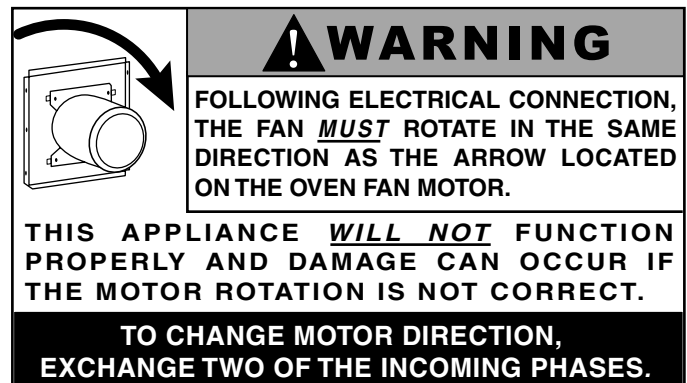 WARNING
FOLLOWING ELECTRICAL CONNECTION,
THE FAN MUST ROTATE IN THE SAME
DIRECTION AS THE ARROW LOCATED
ON THE OVEN FAN MOTOR.
THIS APPLIANCE WILL NOT FUNCTION
PROPERLY AND DAMAGE CAN OCCUR IF
THE MOTOR ROTATION IS NOT CORRECT.
TO CHANGE MOTOR DIRECTION,
EXCHANGE TWO OF THE INCOMING PHASES.